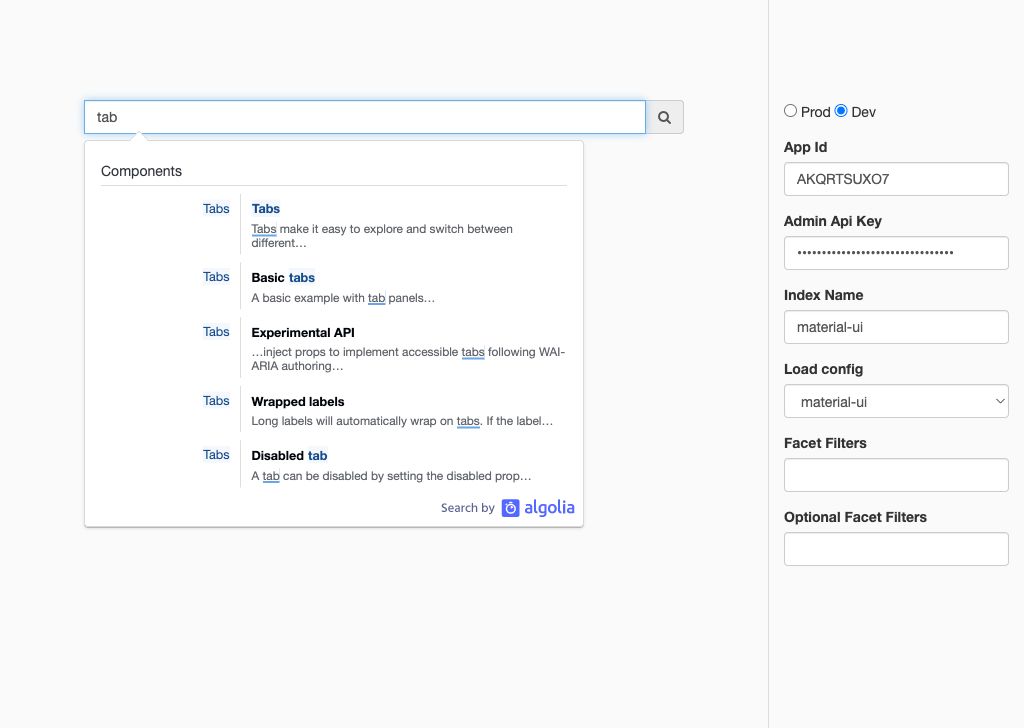 tab
Components
Tabs
Tabs
Tabs make it easy to explore and switch between
different…
Tabs
Basic tabs
A basic example with tab panels…
Tabs
Experimental API
…inject props to implement accessible tabs following WAI-
ARIA authoring…
Tabs
Wrapped labels
Long labels will automatically wrap on tabs. If the label…
Tabs
Disabled tab
A tab can be disabled by setting the disabled prop…
Search by algolia
Prod Dev
App Id
AKQRTSUXO7
Admin Api Key
••••••••••••••••••••••••••••••••
Index Name
material-ui
Load config
material-ui
Facet Filters
Optional Facet Filters